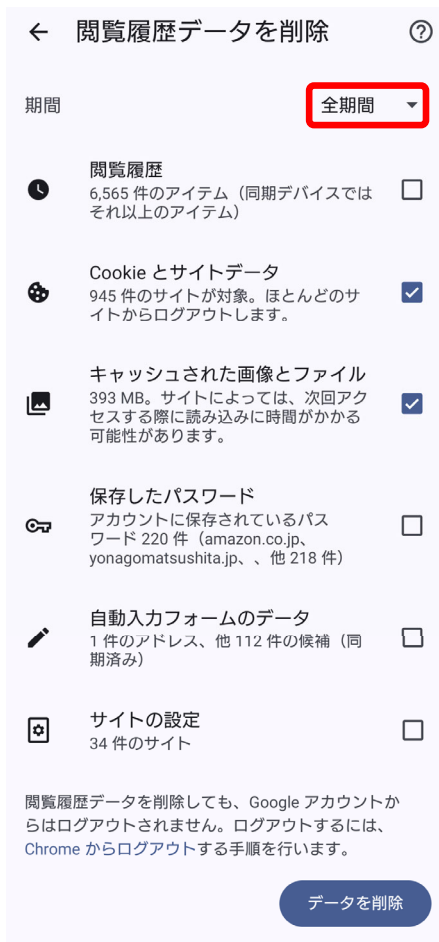 閲覧履歴データを削除
期間
全期間
閲覧履歴
6,565 件のアイテム（同期デバイスでは
それ以上のアイテム）
Cookie とサイトデータ
945 件のサイトが対象。ほとんどのサ
イトからログアウトします。
キャッシュされた画像とファイル
393 MB。サイトによっては、次回アク
セスする際に読み込みに時間がかかる
可能性があります。
保存したパスワード
アカウントに保存されているパス
ワード 220 件（amazon.co.jp、
yonagomatsushita.jp、、他 218 件）
自動入力フォームのデータ
1 件のアドレス、他 112 件の候補（同
期済み）
サイトの設定
34 件のサイト
閲覧履歴データを削除しても、Google アカウントか
らはログアウトされません。ログアウトするには、
Chrome からログアウトする手順を行います。
データを削除